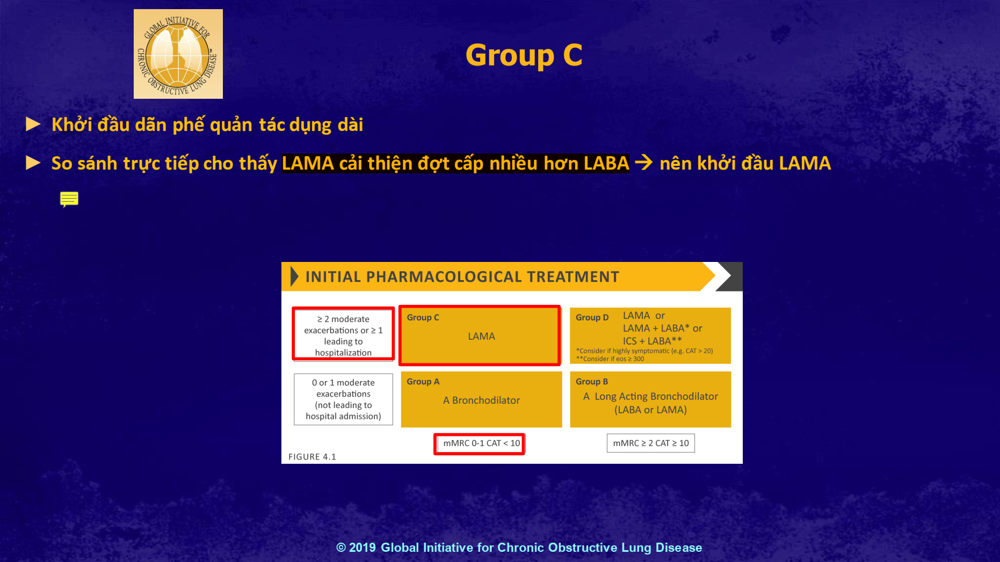 GLOBAL INITIATIVE FOR
CHRONIC OBSTRUCTIVE LUNG DISEASE
Group C
► Khởi đầu dãn phế quản tác dụng dài
► So sánh trực tiếp cho thấy LAMA cải thiện đợt cấp nhiều hơn LABA → nên khởi đầu LAMA
INITIAL PHARMACOLOGICAL TREATMENT
≥ 2 moderate
exacerbations or ≥ 1
leading to
hospitalization
Group C
LAMA
Group D
LAMA or
LAMA + LABA* or
ICS + LABA**
*Consider if highly symptomatic (e.g. CAT > 20)
**Consider if eos ≥ 300
0 or 1 moderate
exacerbations
(not leading to
hospital admission)
Group A
A Bronchodilator
Group B
A Long Acting Bronchodilator
(LABA or LAMA)
mMRC 0-1 CAT < 10
mMRC ≥ 2 CAT ≥ 10
FIGURE 4.1
© 2019 Global Initiative for Chronic Obstructive Lung Disease